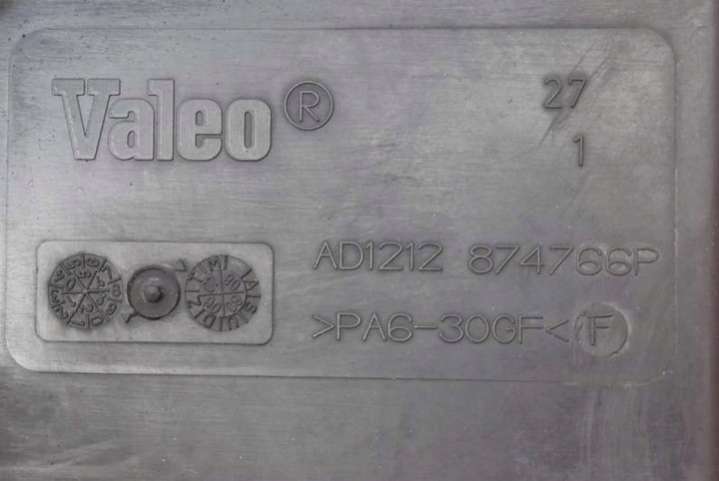 Valeo®
27
1
AD1212 874766P
>PA6-30GF< F